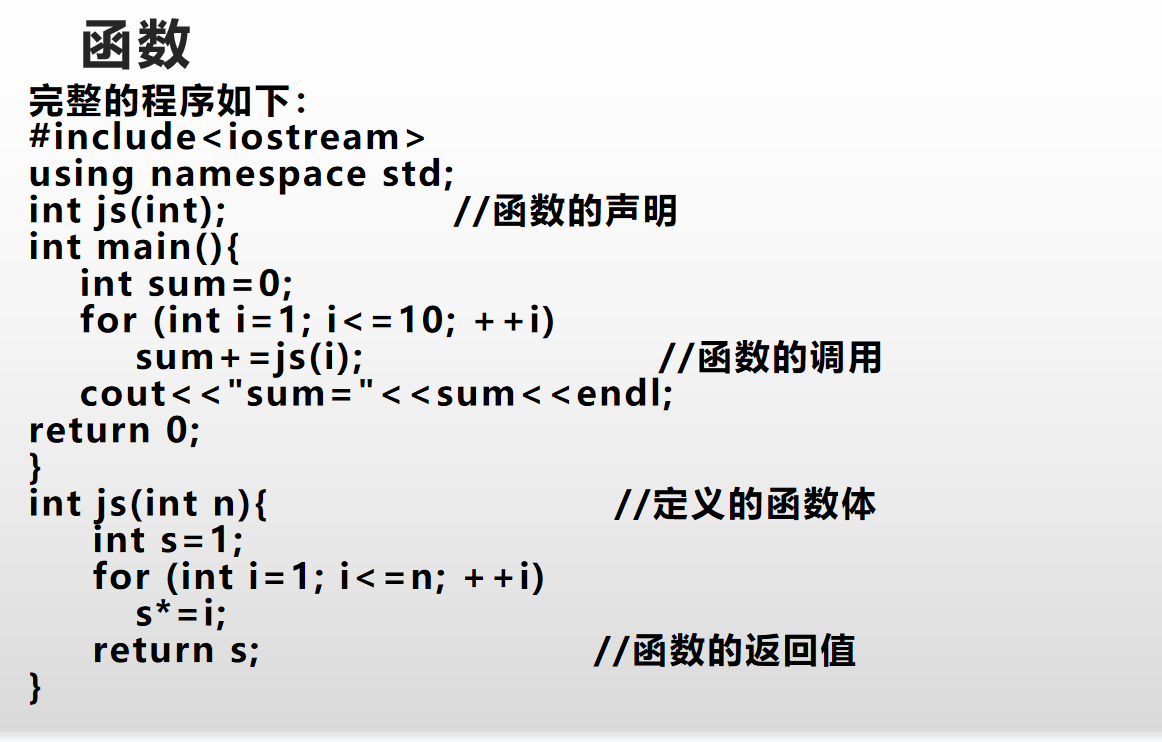 函数
完整的程序如下：
#include<iostream>
using namespace std;
int js(int);                //函数的声明
int main(){
    int sum=0;
    for (int i=1; i<=10; ++i)
        sum+=js(i);                //函数的调用
    cout<<"sum="<<sum<<endl;
return 0;
}
int js(int n){                //定义的函数体
    int s=1;
    for (int i=1; i<=n; ++i)
        s*=i;
    return s;                //函数的返回值
}